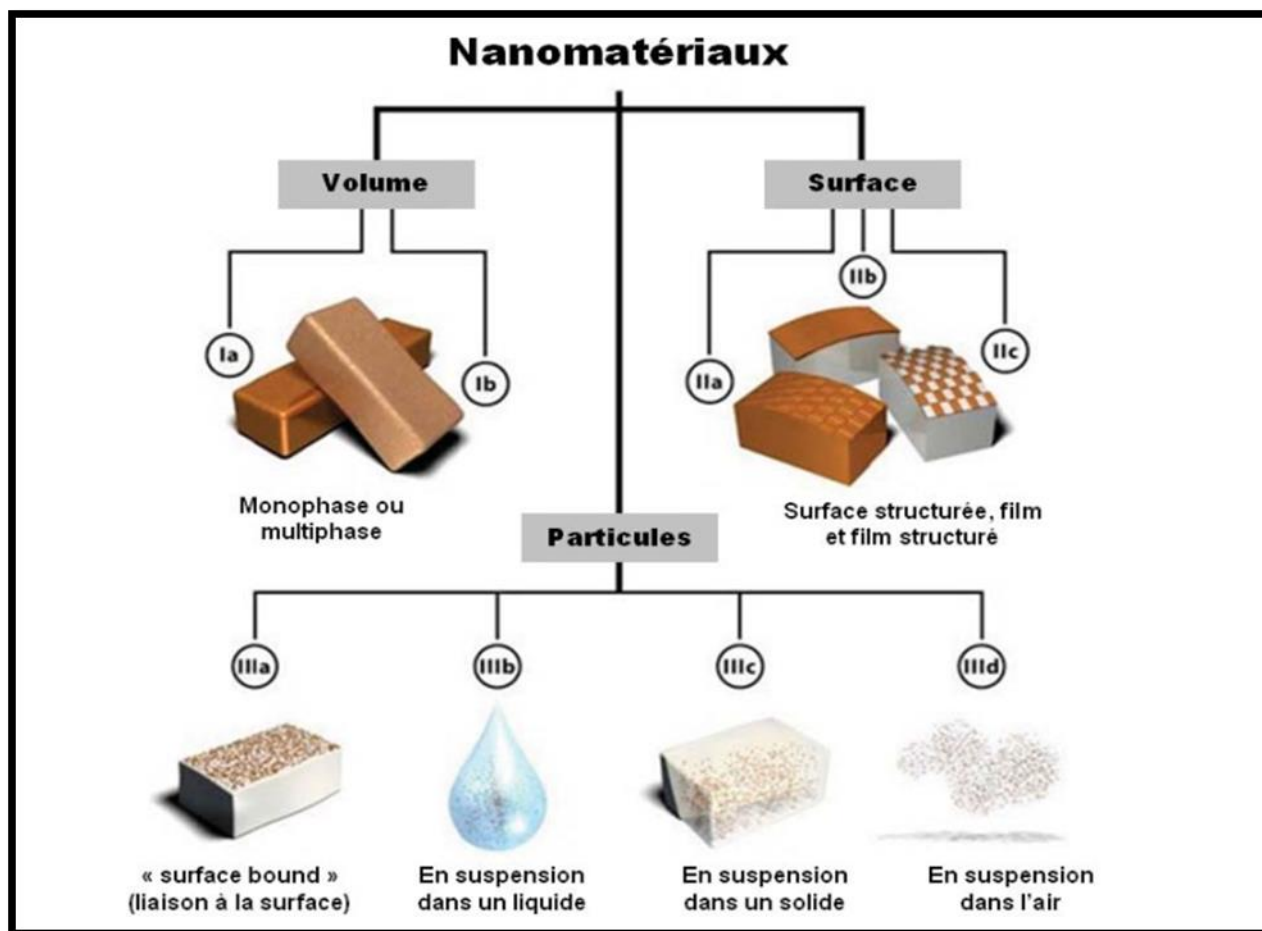 Nanomatériaux
Volume
Surface
IIb
Ia
IIc
Ib
IIa
Monophase ou
multiphase
Surface structurée, film
et film structuré
Particules
IIIa
IIIb
IIIc
IIId
« surface bound »
(liaison à la surface)
En suspension
dans un liquide
En suspension
dans un solide
En suspension
dans l'air